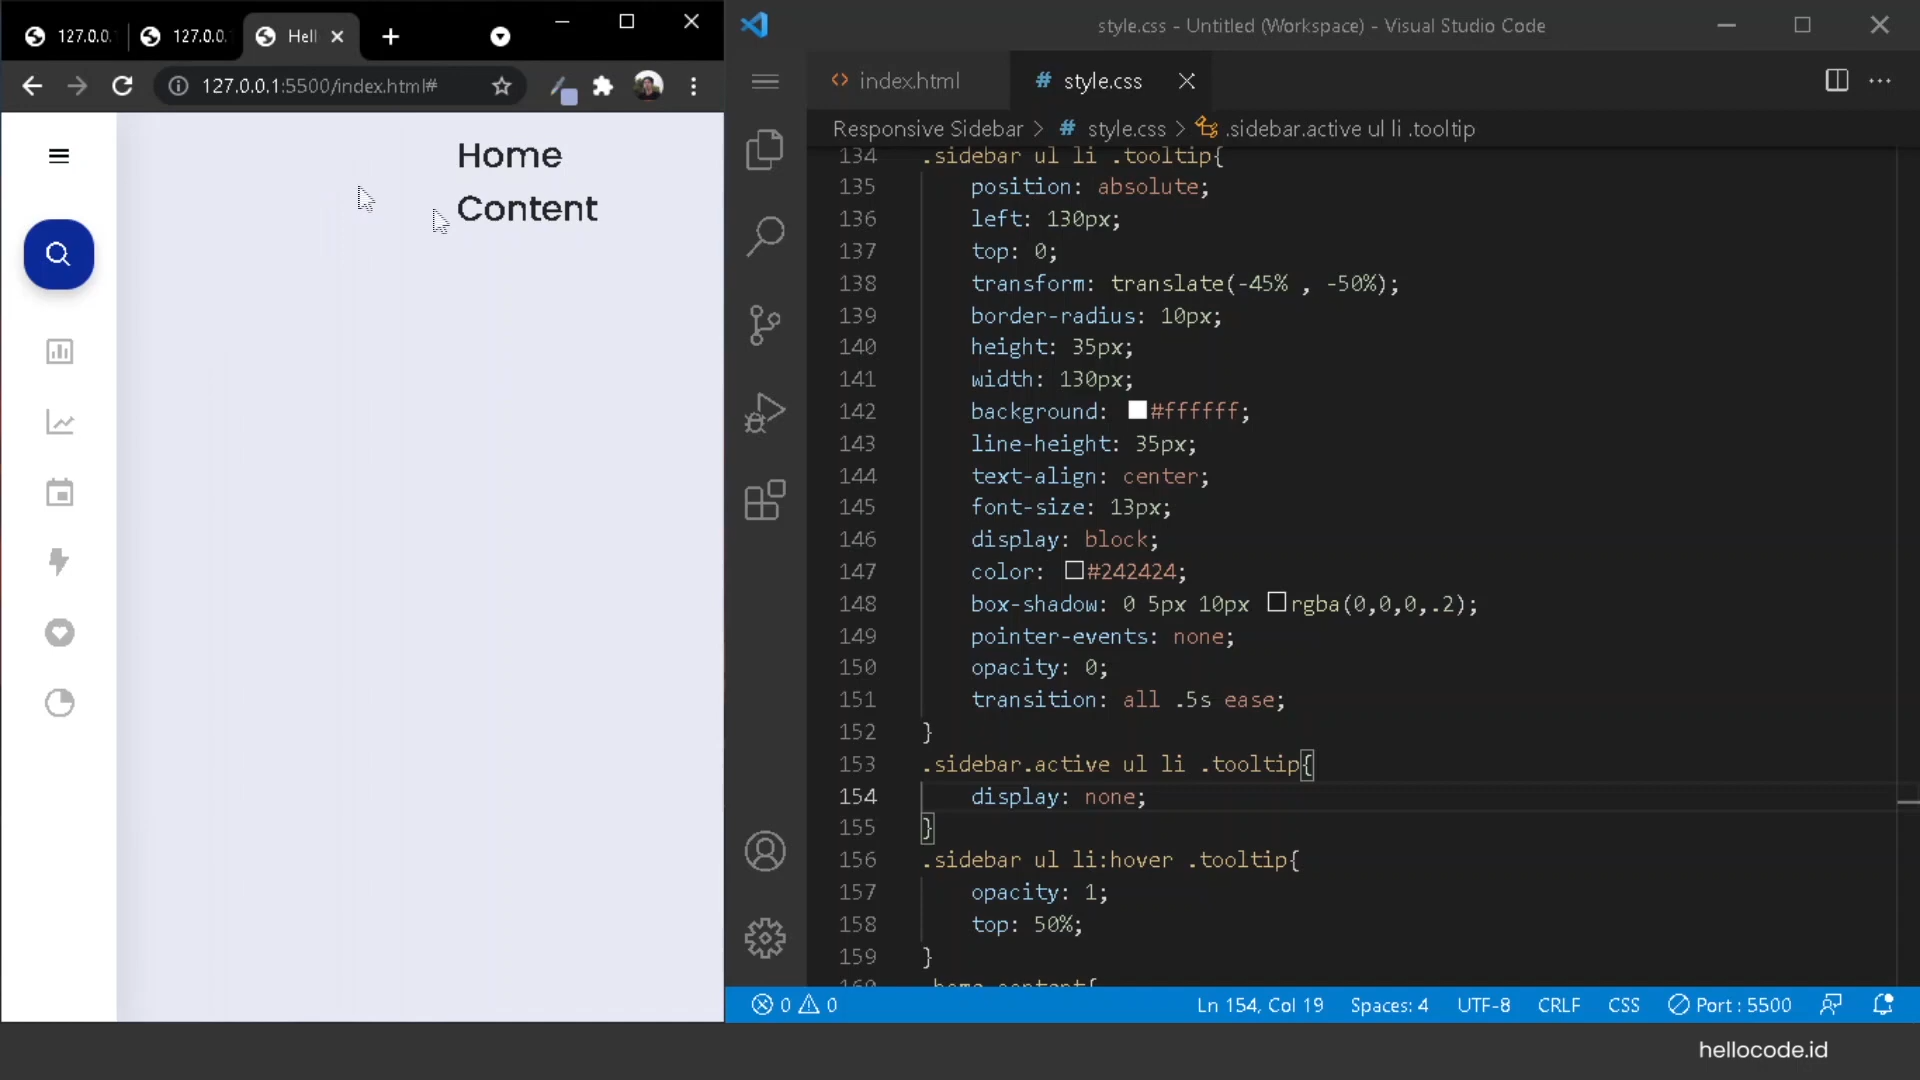 127.0.0.
127.0.0.
Hell
127.0.0.1:5500/index.html#
Home
Content
style.css - Untitled (Workspace) - Visual Studio Code
index.html
# style.css
Responsive Sidebar > # style.css > .sidebar.active ul li .tooltip
134 .sidebar ul li .tooltip{
135 position: absolute;
136 left: 130px;
137 top: 0;
138 transform: translate(-45% , -50%);
139 border-radius: 10px;
140 height: 35px;
141 width: 130px;
142 background: #ffffff;
143 line-height: 35px;
144 text-align: center;
145 font-size: 13px;
146 display: block;
147 color: #242424;
148 box-shadow: 0 5px 10px rgba(0,0,0,.2);
149 pointer-events: none;
150 opacity: 0;
151 transition: all .5s ease;
152 }
153 .sidebar.active ul li .tooltip{
154 display: none;
155 }
156 .sidebar ul li:hover .tooltip{
157 opacity: 1;
158 top: 50%;
159 }
160 .home_content{
0 0 Ln 154, Col 19 Spaces: 4 UTF-8 CRLF CSS Port : 5500
hellocode.id